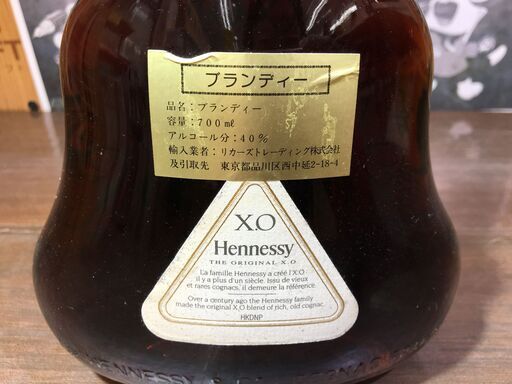 ブランディー
品名：ブランディー
容量：700㎖
アルコール分：40％
輸入業者：リカーズトレーディング株式会社
及引取先　東京都品川区西中延2-18-4
X.O
Hennessy
THE ORIGINAL X.O
La famille Hennessy a créé l'X.O
il y a plus d'un siècle. Issu de vieux
et rares cognacs, il demeure la référence.
Over a century ago the Hennessy family
made the original X.O blend of rich, old cognac.
HKDNP
HENNESSY